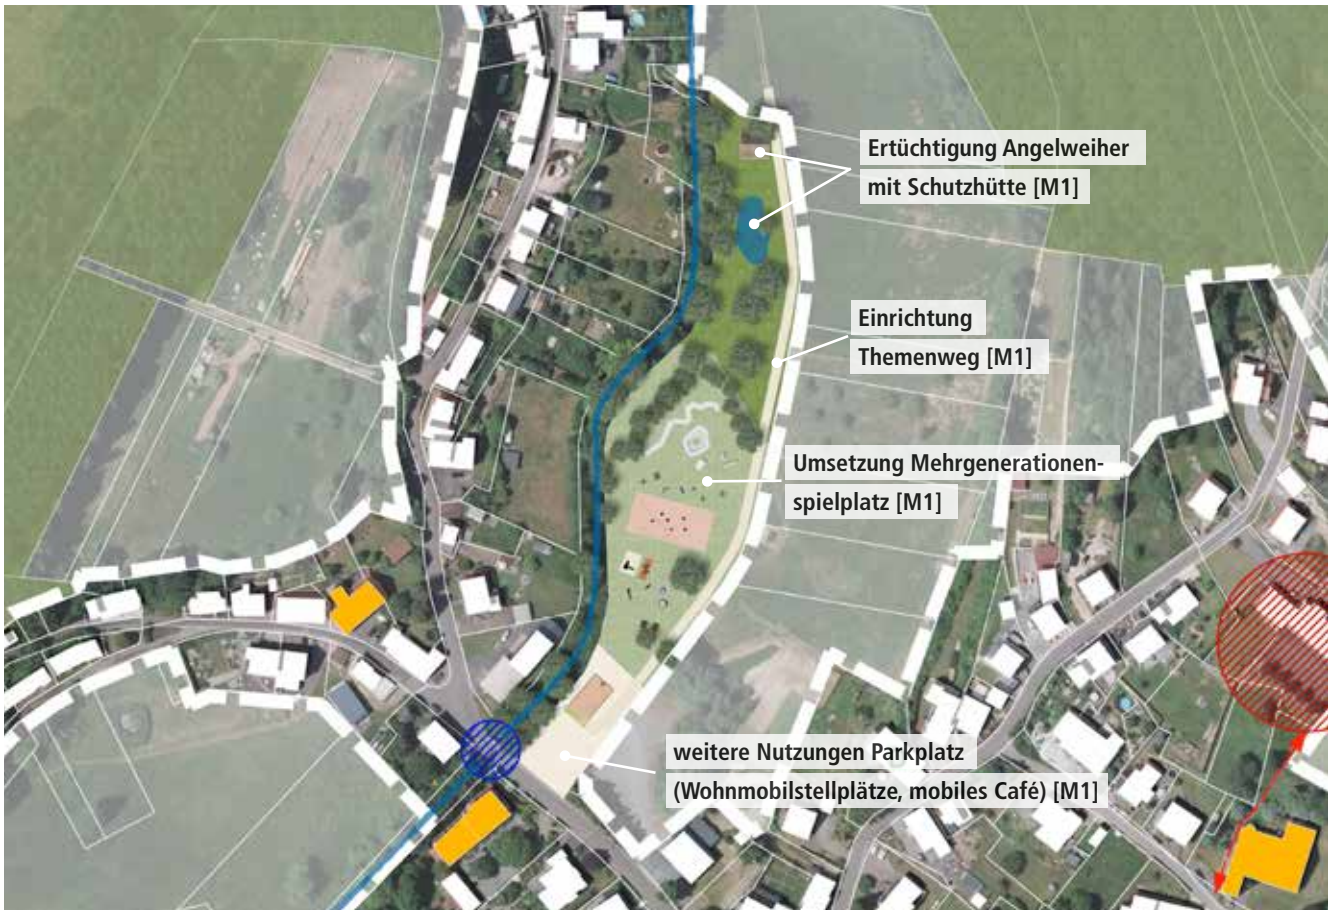 Ertüchtigung Angelweiher
mit Schutzhütte [M1]
Einrichtung
Themenweg [M1]
Umsetzung Mehrgenerationen-
spielplatz [M1]
weitere Nutzungen Parkplatz
(Wohnmobilstellplätze, mobiles Café) [M1]